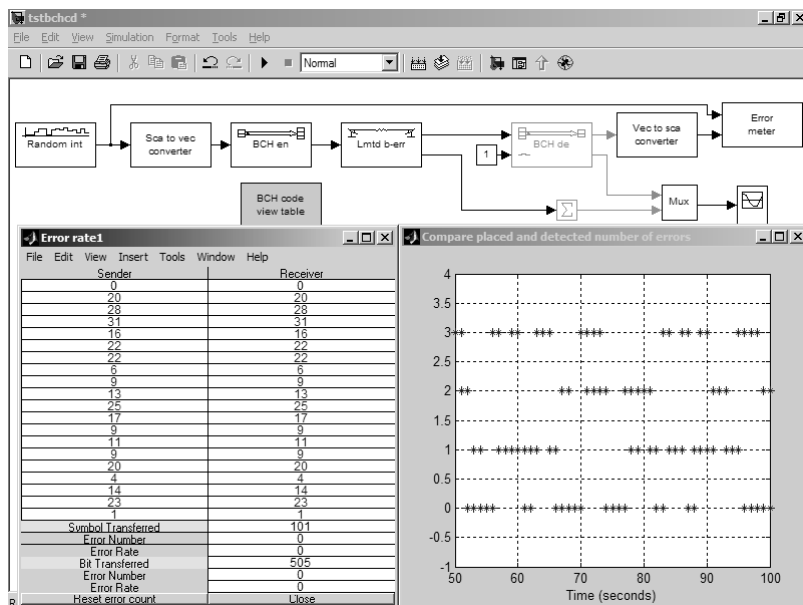 tstbchcd *
File Edit View Simulation Format Tools Help
Normal
Random int
Sca to vec
converter
BCH en
Lmtd b-err
1
BCH de
Vec to sca
converter
Error
meter
BCH code
view table
Σ
Mux
Error rate1
File Edit View Insert Tools Window Help
Sender Receiver
0 0
20 20
28 28
31 31
16 16
22 22
22 22
6 6
9 9
13 13
25 25
17 17
9 9
11 11
9 9
20 20
4 4
14 14
23 23
1 1
Symbol Transferred 101
Error Number 0
Error Rate 0
Bit Transferred 505
Error Number 0
Error Rate 0
Reset error count Close
R
Compare placed and detected number of errors
4
3.5
3
2.5
2
1.5
1
0.5
0
-0.5
-1
50 60 70 80 90 100
Time (seconds)